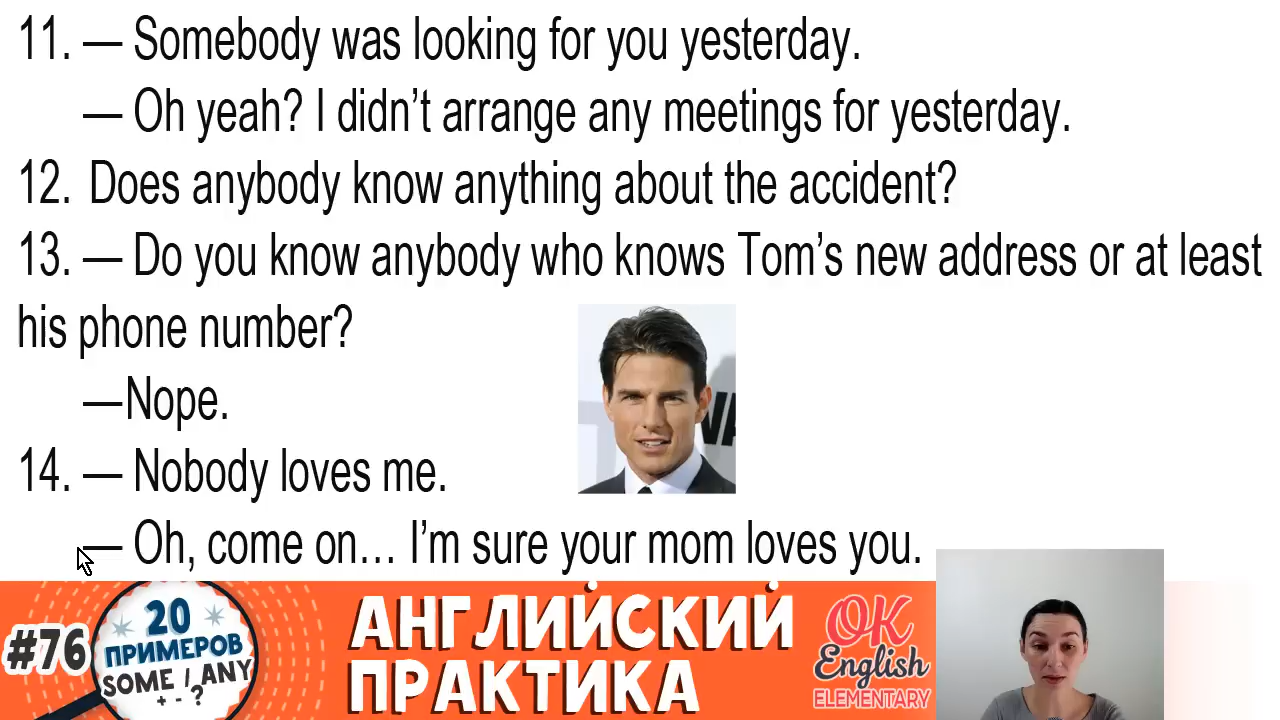 11. — Somebody was looking for you yesterday.
— Oh yeah? I didn’t arrange any meetings for yesterday.
12. Does anybody know anything about the accident?
13. — Do you know anybody who knows Tom’s new address or at least
his phone number?
—Nope.
14. — Nobody loves me.
— Oh, come on… I’m sure your mom loves you.
#76
20
ПРИМЕРОВ
SOME / ANY
+ - ?
АНГЛИЙСКИЙ
ПРАКТИКА
OK
English
ELEMENTARY